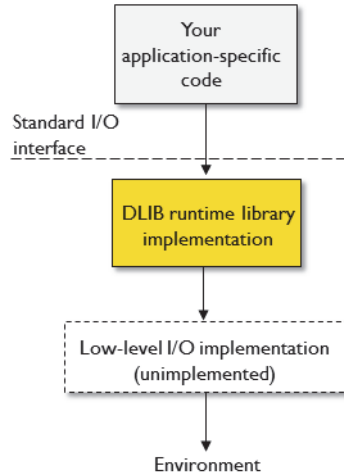 Your
application-specific
code
Standard I/O
interface
DLIB runtime library
implementation
Low-level I/O implementation
(unimplemented)
Environment